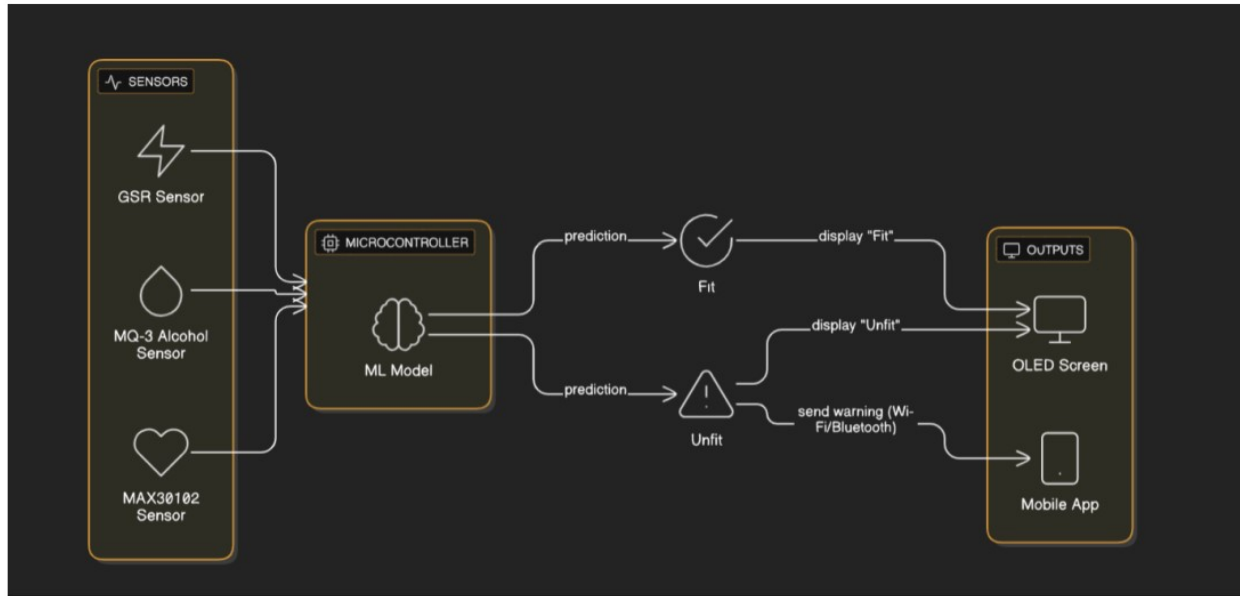 SENSORS
GSR Sensor
MQ-3 Alcohol
Sensor
MAX30102
Sensor
MICROCONTROLLER
ML Model
prediction
Fit
display "Fit"
prediction
Unfit
display "Unfit"
send warning (Wi-
Fi/Bluetooth)
OUTPUTS
OLED Screen
Mobile App